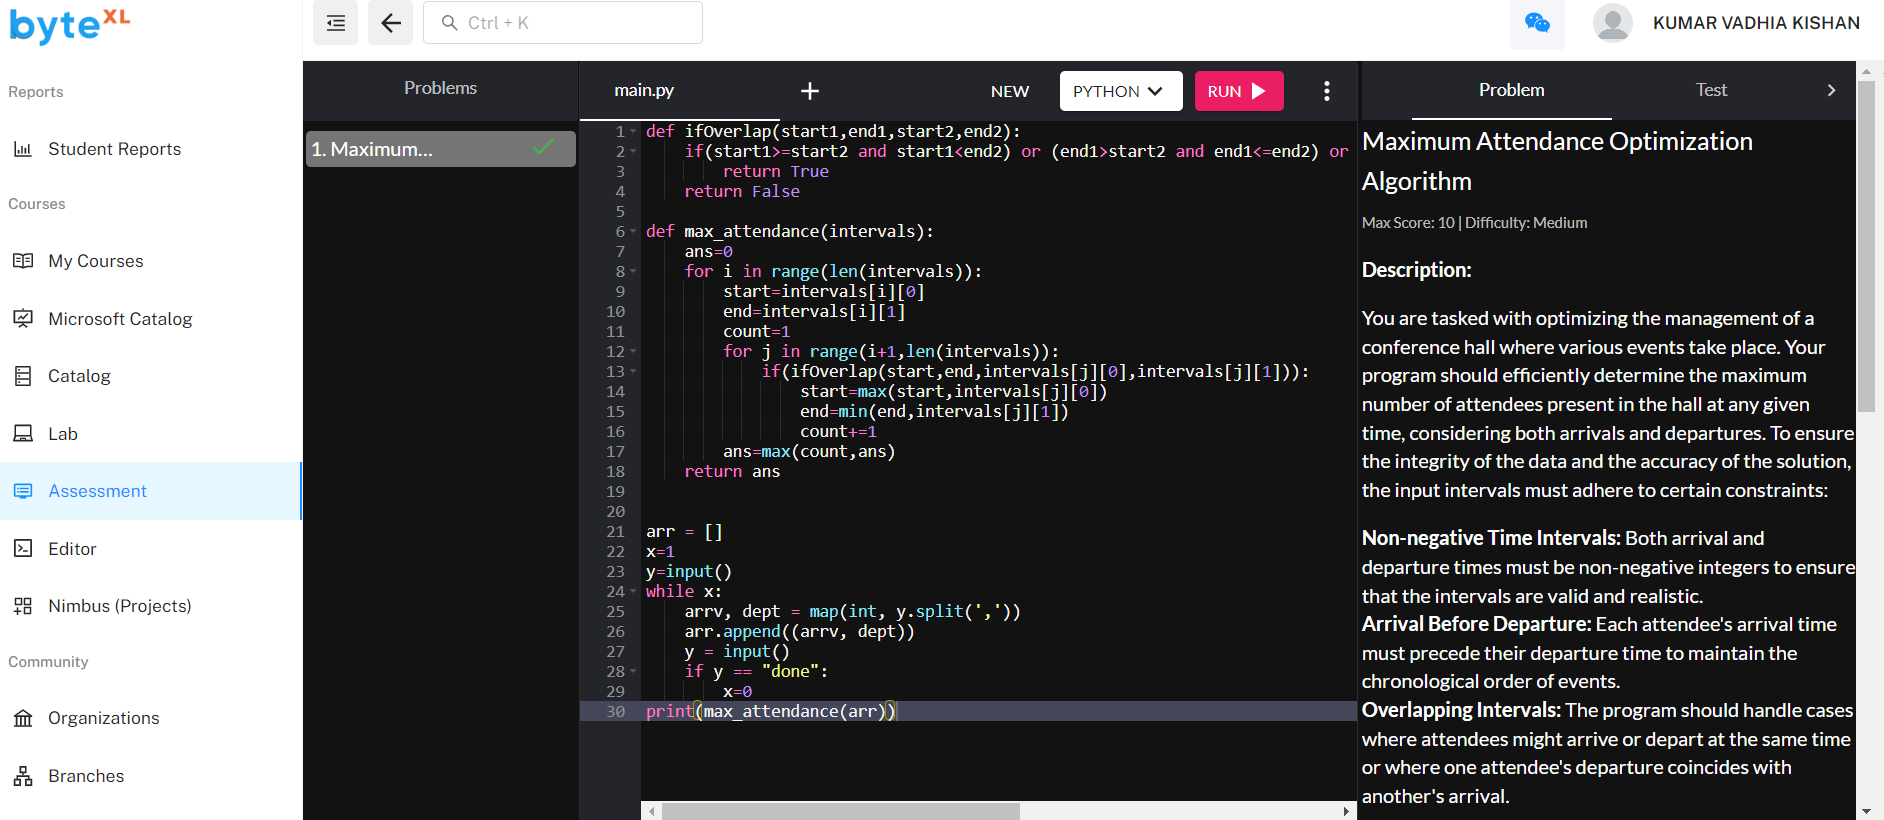 byteXL
Ctrl + K
KUMAR VADHIA KISHAN
Reports
Student Reports
Courses
My Courses
Microsoft Catalog
Catalog
Lab
Assessment
Editor
Nimbus (Projects)
Community
Organizations
Branches
Problems
1. Maximum...
main.py
NEW
PYTHON
RUN
1 def ifOverlap(start1,end1,start2,end2):
2     if(start1>=start2 and start1<end2) or (end1>start2 and end1<=end2) or
3         return True
4     return False
5
6 def max_attendance(intervals):
7     ans=0
8     for i in range(len(intervals)):
9         start=intervals[i][0]
10         end=intervals[i][1]
11         count=1
12         for j in range(i+1,len(intervals)):
13             if(ifOverlap(start,end,intervals[j][0],intervals[j][1])):
14                 start=max(start,intervals[j][0])
15                 end=min(end,intervals[j][1])
16                 count+=1
17         ans=max(count,ans)
18     return ans
19
20
21 arr = []
22 x=1
23 y=input()
24 while x:
25     arrv, dept = map(int, y.split(','))
26     arr.append((arrv, dept))
27     y = input()
28     if y == "done":
29         x=0
30 print(max_attendance(arr))
Problem
Test
Maximum Attendance Optimization
Algorithm
Max Score: 10 | Difficulty: Medium
Description:
You are tasked with optimizing the management of a
conference hall where various events take place. Your
program should efficiently determine the maximum
number of attendees present in the hall at any given
time, considering both arrivals and departures. To ensure
the integrity of the data and the accuracy of the solution,
the input intervals must adhere to certain constraints:
Non-negative Time Intervals: Both arrival and
departure times must be non-negative integers to ensure
that the intervals are valid and realistic.
Arrival Before Departure: Each attendee's arrival time
must precede their departure time to maintain the
chronological order of events.
Overlapping Intervals: The program should handle cases
where attendees might arrive or depart at the same time
or where one attendee's departure coincides with
another's arrival.